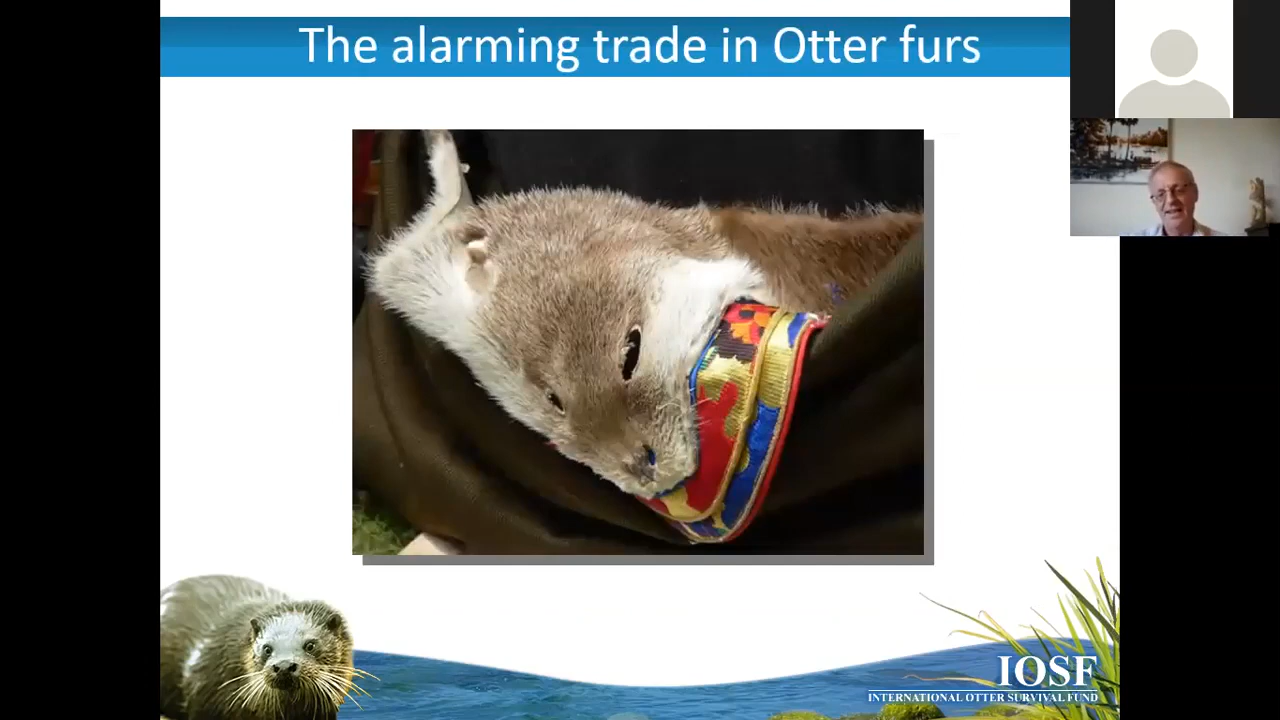 The alarming trade in Otter furs
IOSF
INTERNATIONAL OTTER SURVIVAL FUND